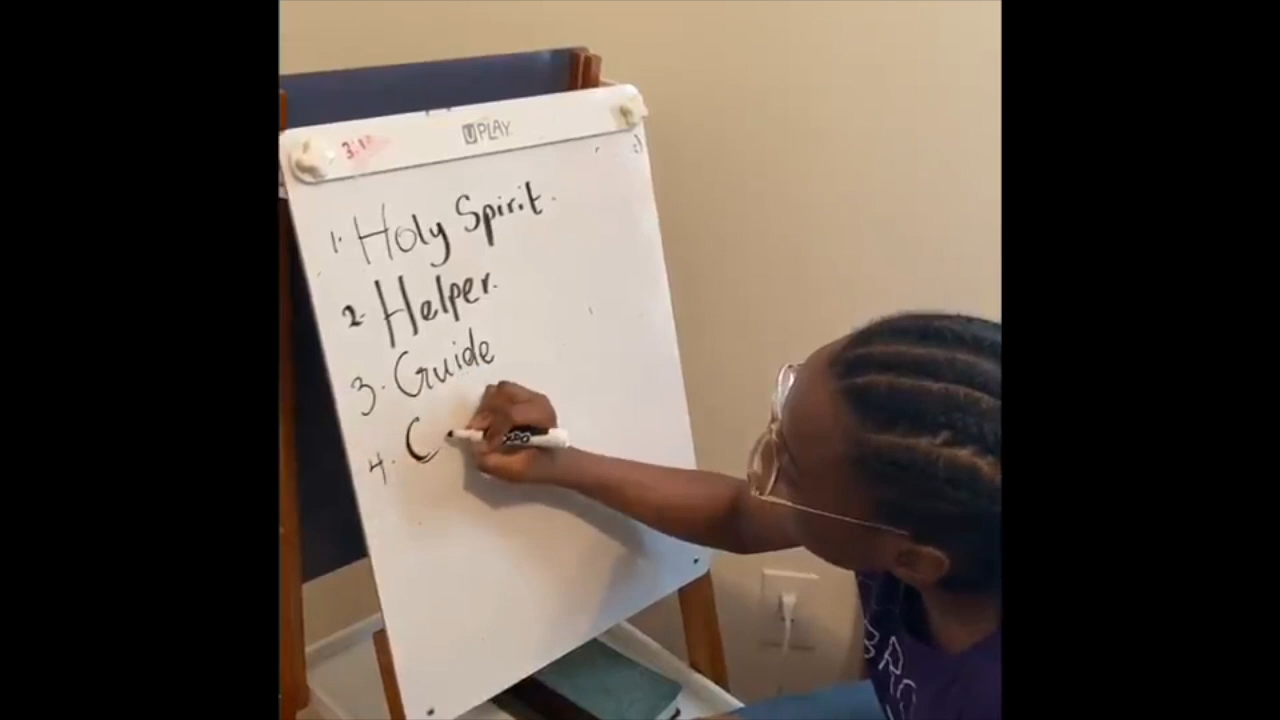 UPLAY
1. Holy Spirit.
2. Helper.
3. Guide
4. C